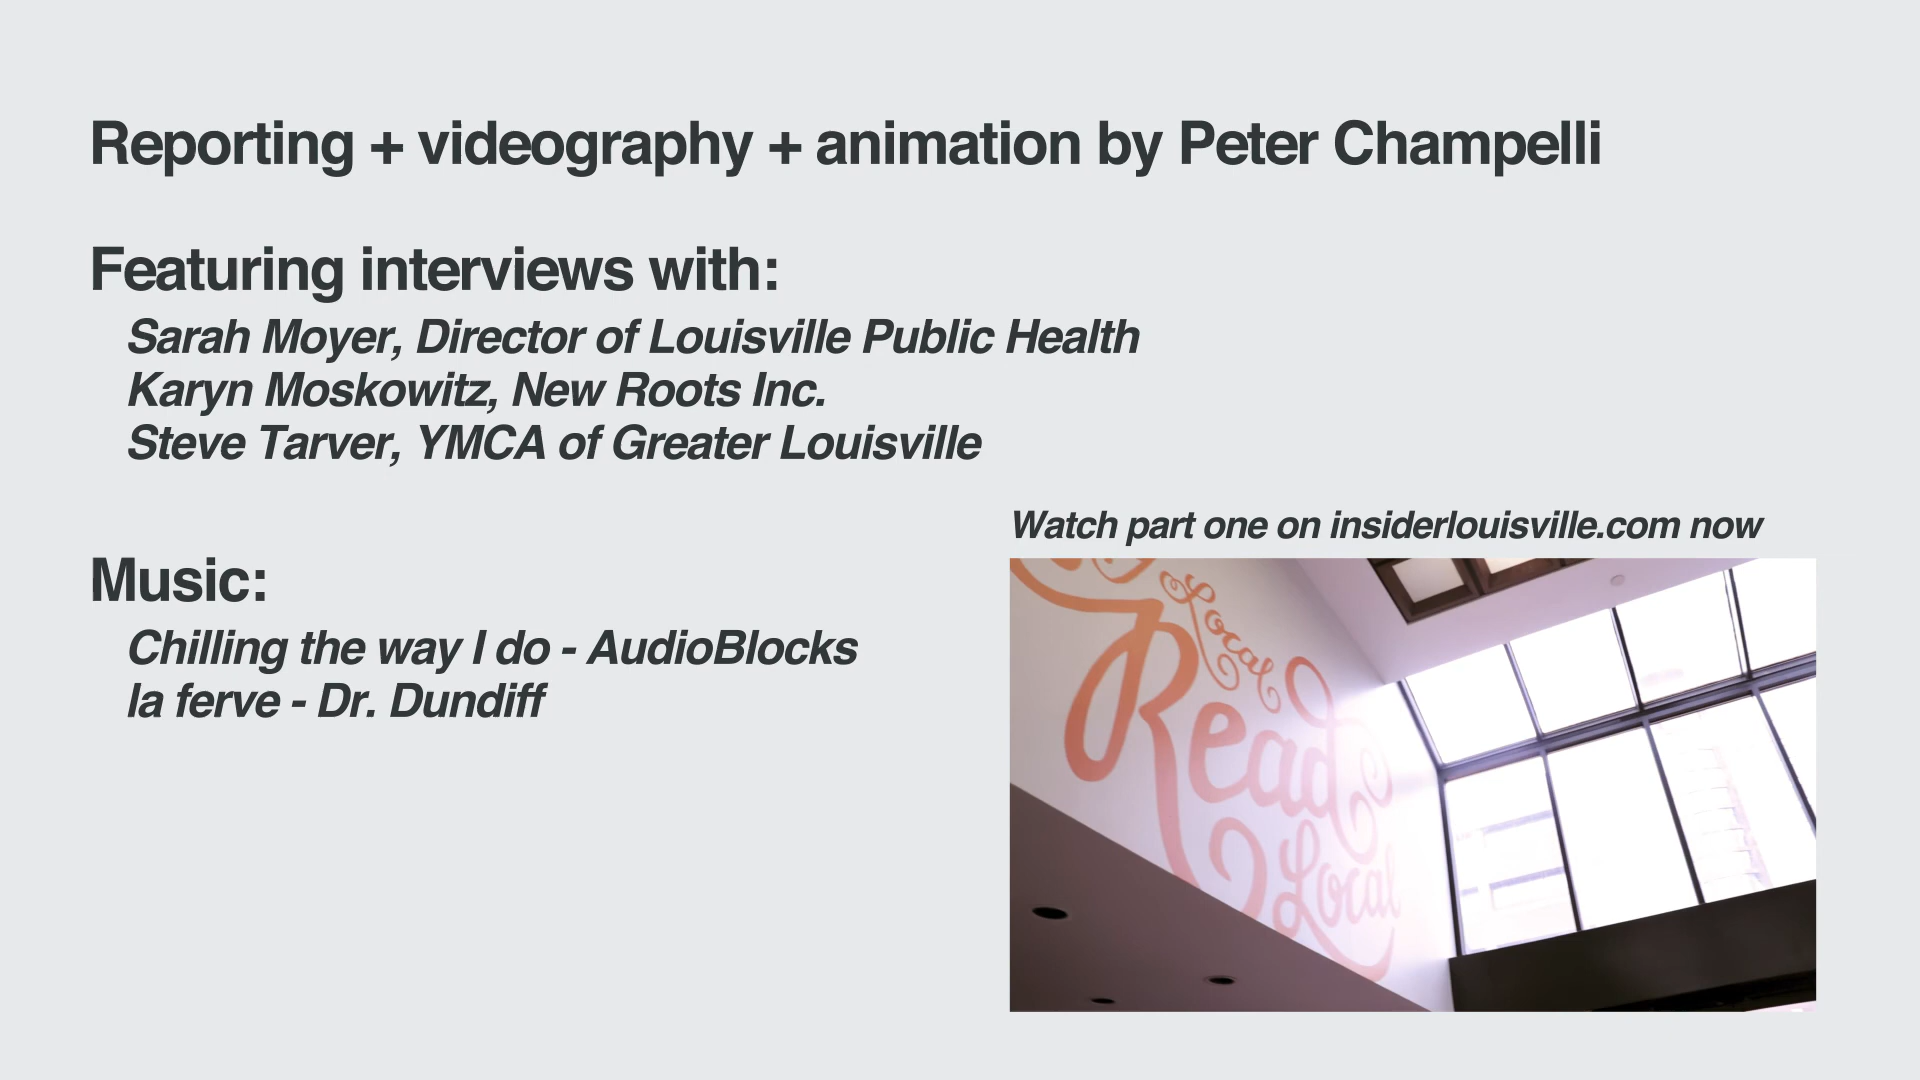 Reporting + videography + animation by Peter Champelli
Featuring interviews with:
Sarah Moyer, Director of Louisville Public Health
Karyn Moskowitz, New Roots Inc.
Steve Tarver, YMCA of Greater Louisville
Music:
Chilling the way I do - AudioBlocks
la ferve - Dr. Dundiff
Watch part one on insiderlouisville.com now
Local
Read
Local